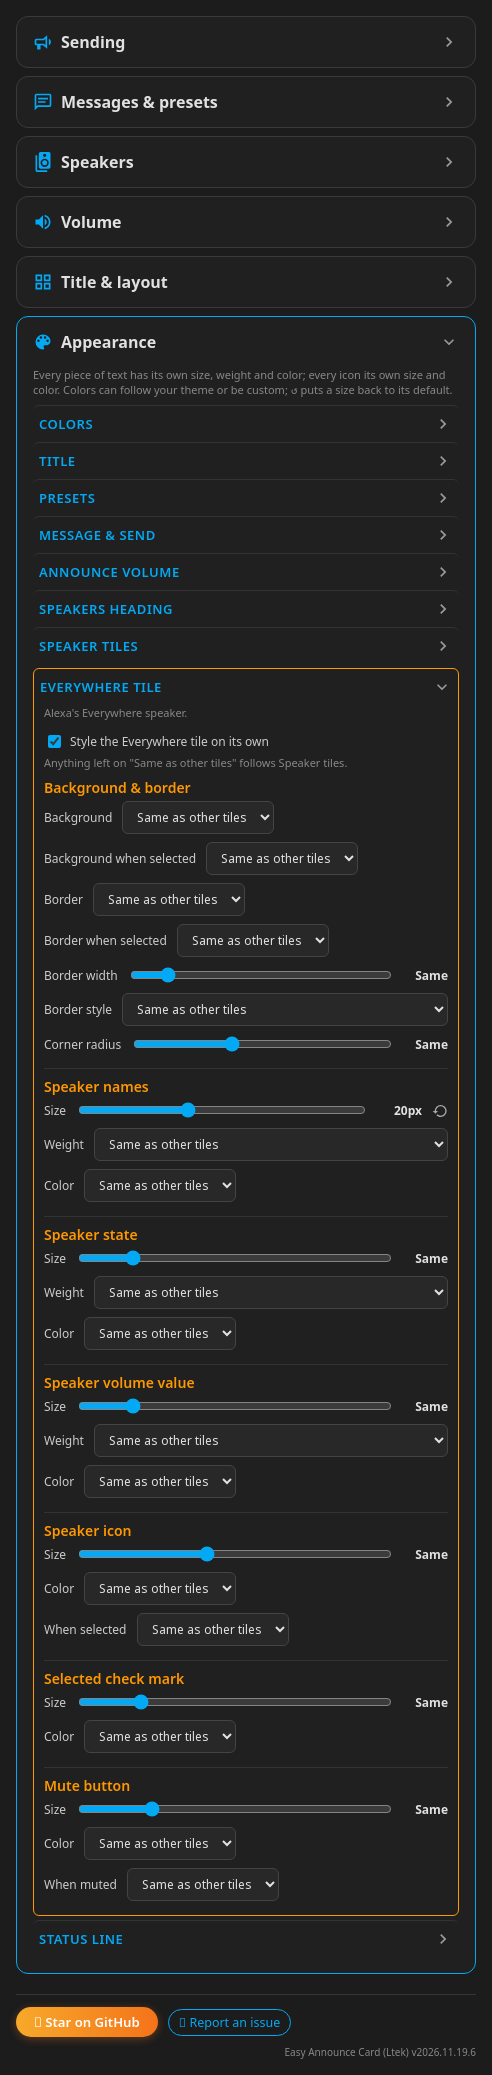 Sending
Messages & presets
Speakers
Volume
Title & layout
Appearance
Every piece of text has its own size, weight and color; every icon its own size and
color. Colors can follow your theme or be custom; ↺ puts a size back to its default.
COLORS
TITLE
PRESETS
MESSAGE & SEND
ANNOUNCE VOLUME
SPEAKERS HEADING
SPEAKER TILES
EVERYWHERE TILE
Alexa's Everywhere speaker.
Style the Everywhere tile on its own
Anything left on "Same as other tiles" follows Speaker tiles.
Background & border
Background Same as other tiles
Background when selected Same as other tiles
Border Same as other tiles
Border when selected Same as other tiles
Border width Same
Border style Same as other tiles
Corner radius Same
Speaker names
Size 20px
Weight Same as other tiles
Color Same as other tiles
Speaker state
Size Same
Weight Same as other tiles
Color Same as other tiles
Speaker volume value
Size Same
Weight Same as other tiles
Color Same as other tiles
Speaker icon
Size Same
Color Same as other tiles
When selected Same as other tiles
Selected check mark
Size Same
Color Same as other tiles
Mute button
Size Same
Color Same as other tiles
When muted Same as other tiles
STATUS LINE
Star on GitHub Report an issue
Easy Announce Card (Ltek) v2026.11.19.6